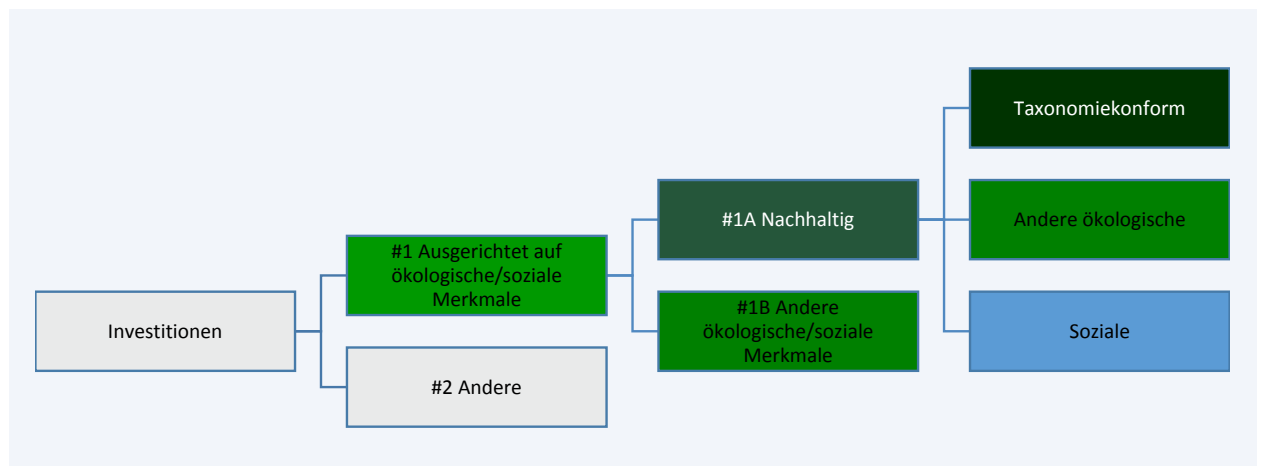 Investitionen
#1 Ausgerichtet auf
ökologische/soziale
Merkmale
#2 Andere
#1A Nachhaltig
#1B Andere
ökologische/soziale
Merkmale
Taxonomiekonform
Andere ökologische
Soziale